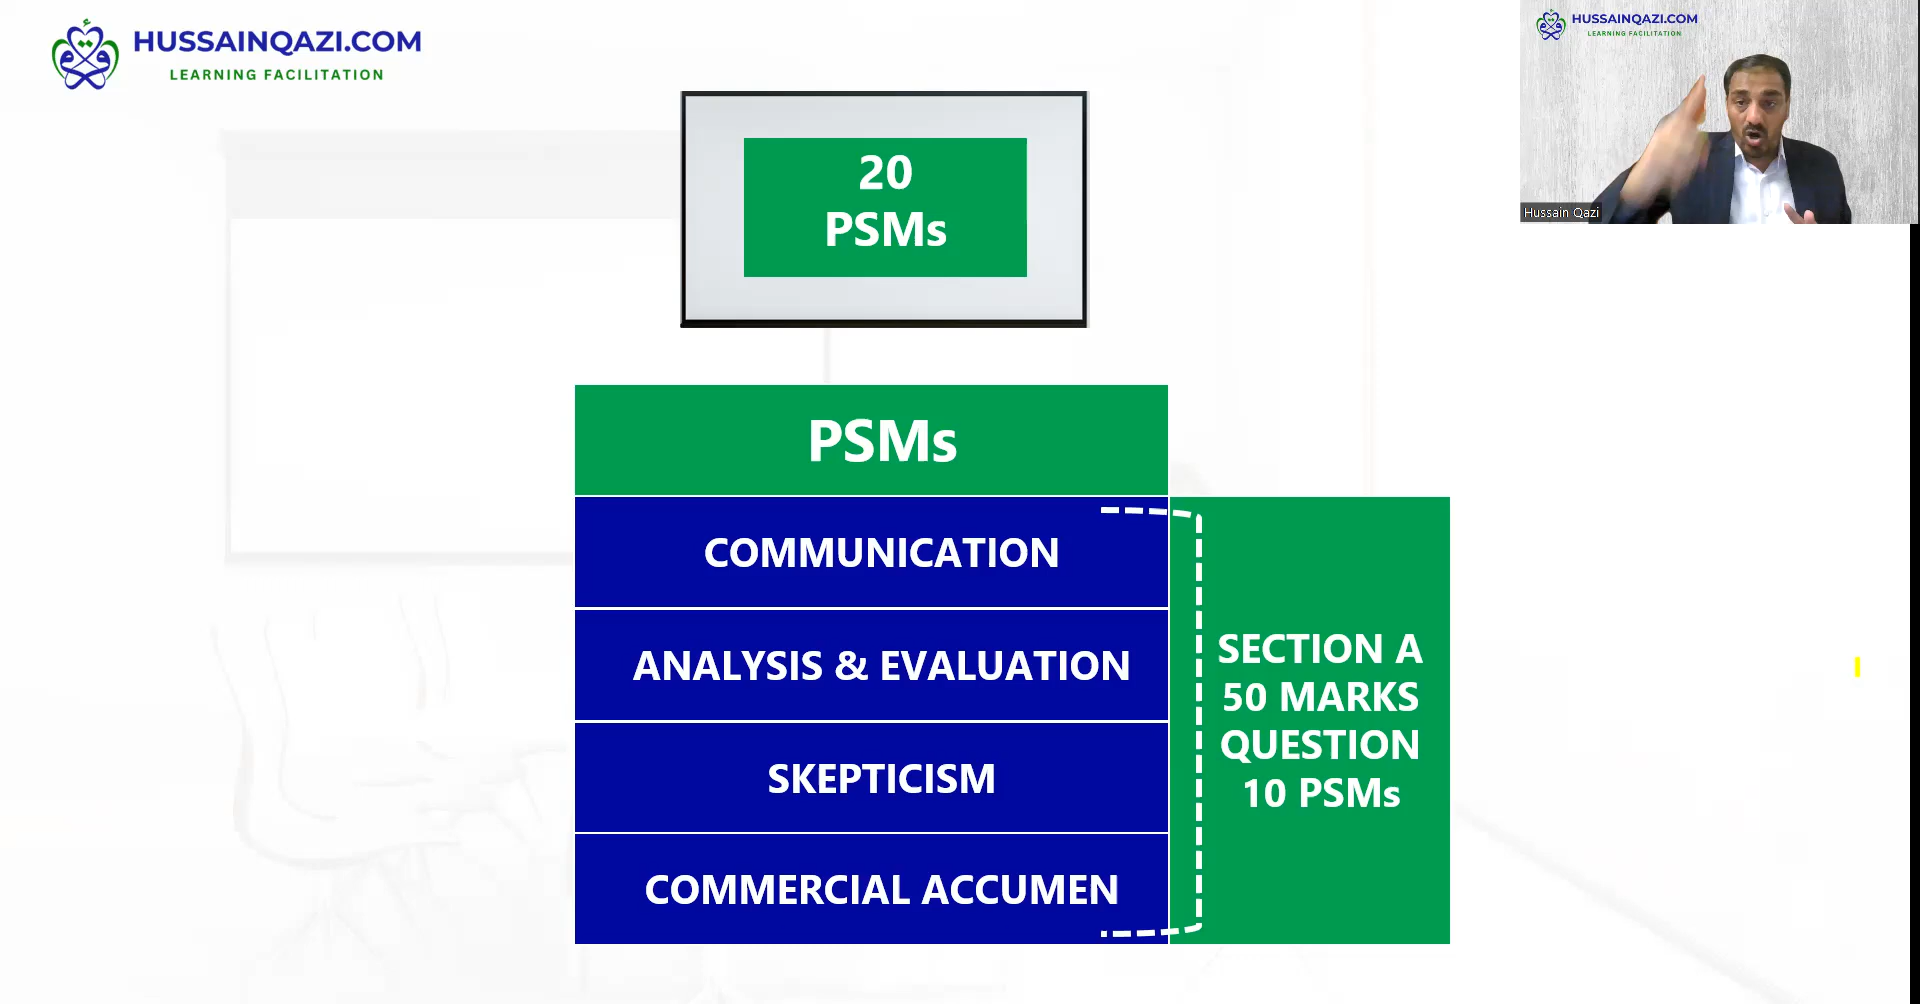 HUSSAINQAZI.COM
LEARNING FACILITATION
HUSSAINQAZI.COM
LEARNING FACILITATION
Hussain Qazi
20
PSMs
PSMs
COMMUNICATION
ANALYSIS & EVALUATION
SKEPTICISM
COMMERCIAL ACCUMEN
SECTION A
50 MARKS
QUESTION
10 PSMs